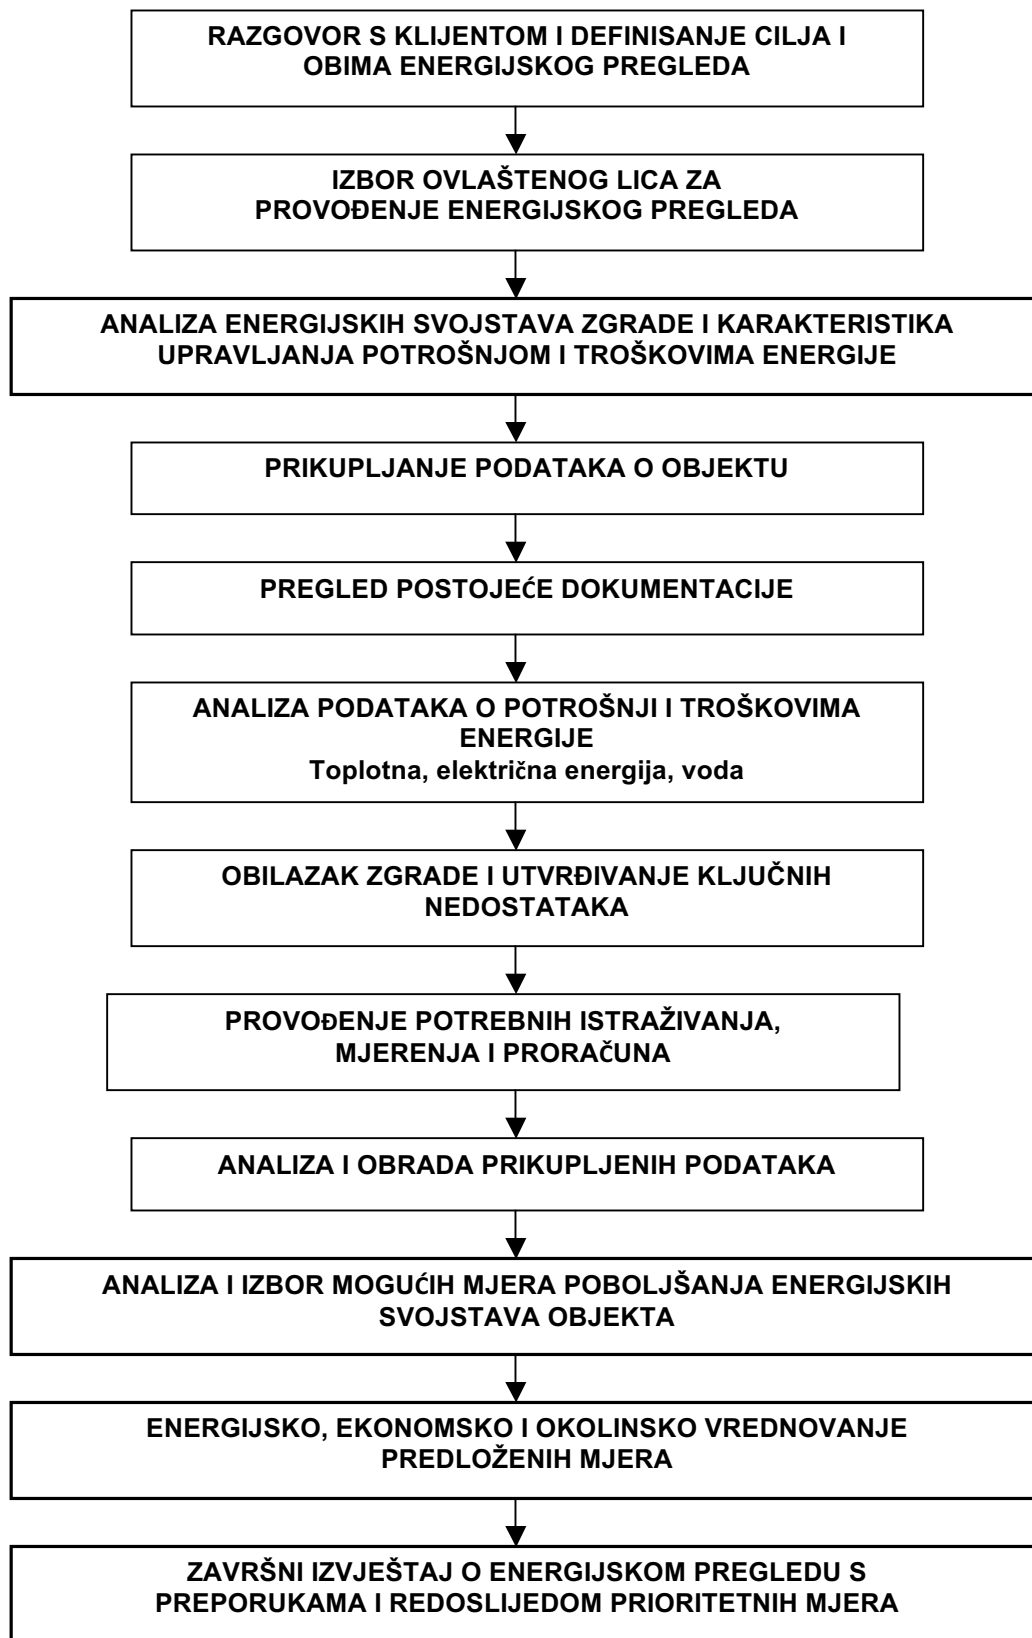 RAZGOVOR S KLIJENTOM I DEFINISANJE CILJA I
OBIMA ENERGIJSKOG PREGLEDA
IZBOR OVLAŠTENOG LICA ZA
PROVOĐENJE ENERGIJSKOG PREGLEDA
ANALIZA ENERGIJSKIH SVOJSTAVA ZGRADE I KARAKTERISTIKA
UPRAVLJANJA POTROŠNJOM I TROŠKOVIMA ENERGIJE
PRIKUPLJANJE PODATAKA O OBJEKTU
PREGLED POSTOJEĆE DOKUMENTACIJE
ANALIZA PODATAKA O POTROŠNJI I TROŠKOVIMA
ENERGIJE
Toplotna, električna energija, voda
OBILAZAK ZGRADE I UTVRĐIVANJE KLJUČNIH
NEDOSTATAKA
PROVOĐENJE POTREBNIH ISTRAŽIVANJA,
MJERENJA I PRORAČUNA
ANALIZA I OBRADA PRIKUPLJENIH PODATAKA
ANALIZA I IZBOR MOGUĆIH MJERA POBOLJŠANJA ENERGIJSKIH
SVOJSTAVA OBJEKTA
ENERGIJSKO, EKONOMSKO I OKOLINSKO VREDNOVANJE
PREDLOŽENIH MJERA
ZAVRŠNI IZVJEŠTAJ O ENERGIJSKOM PREGLEDU S
PREPORUKAMA I REDOSLIJEDOM PRIORITETNIH MJERA